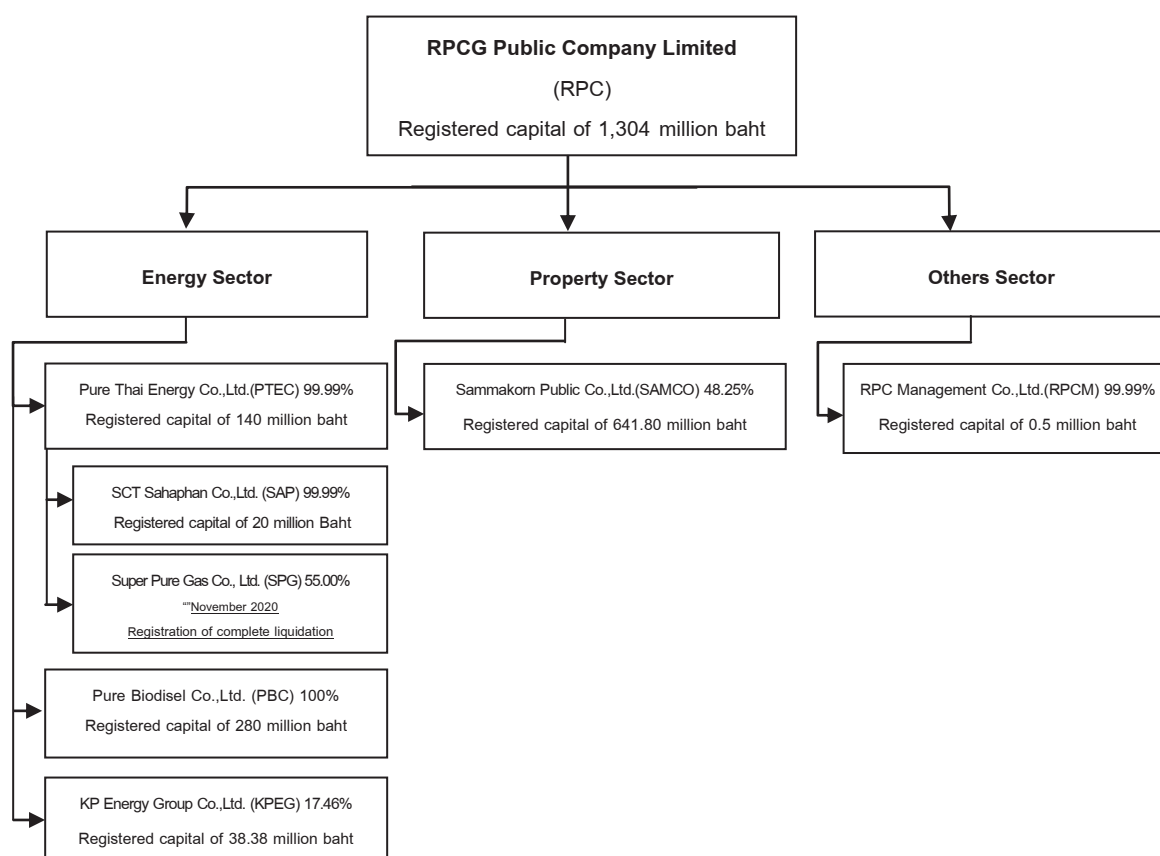 RPCG Public Company Limited
(RPC)
Registered capital of 1,304 million baht
Energy Sector
Property Sector
Others Sector
Pure Thai Energy Co.,Ltd.(PTEC) 99.99%
Registered capital of 140 million baht
Sammakorn Public Co.,Ltd.(SAMCO) 48.25%
Registered capital of 641.80 million baht
RPC Management Co.,Ltd.(RPCM) 99.99%
Registered capital of 0.5 million baht
SCT Sahaphan Co.,Ltd. (SAP) 99.99%
Registered capital of 20 million Baht
Super Pure Gas Co., Ltd. (SPG) 55.00%
“”November 2020
Registration of complete liquidation
Pure Biodisel Co.,Ltd. (PBC) 100%
Registered capital of 280 million baht
KP Energy Group Co.,Ltd. (KPEG) 17.46%
Registered capital of 38.38 million baht